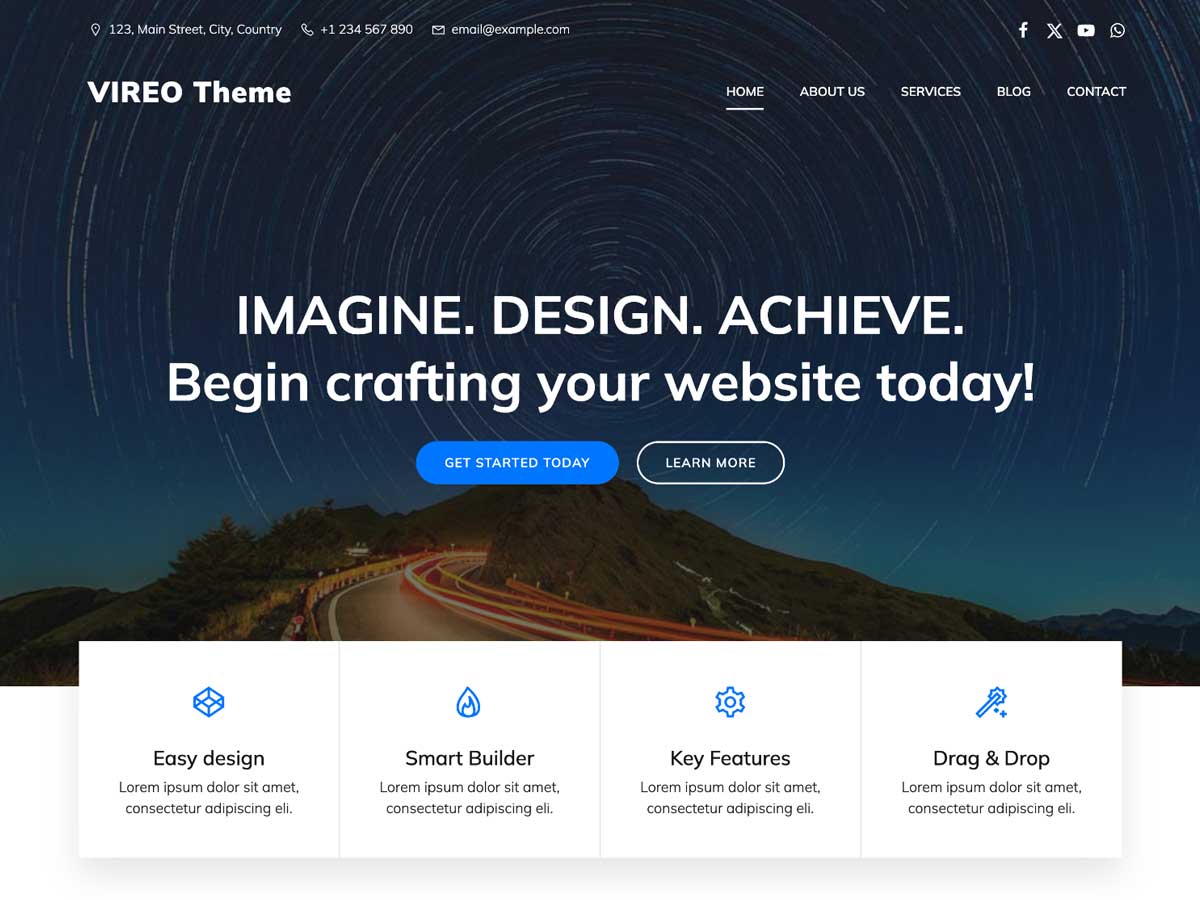 123, Main Street, City, Country +1 234 567 890 email@example.com
VIREO Theme
HOME ABOUT US SERVICES BLOG CONTACT
IMAGINE. DESIGN. ACHIEVE.
Begin crafting your website today!
GET STARTED TODAY LEARN MORE
Easy design
Lorem ipsum dolor sit amet,
consectetur adipiscing eli.
Smart Builder
Lorem ipsum dolor sit amet,
consectetur adipiscing eli.
Key Features
Lorem ipsum dolor sit amet,
consectetur adipiscing eli.
Drag & Drop
Lorem ipsum dolor sit amet,
consectetur adipiscing eli.